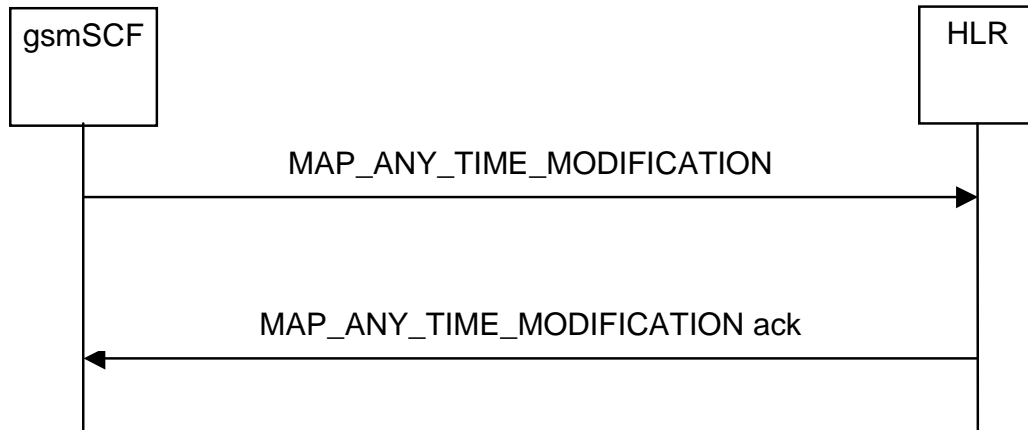 gsmSCF
HLR
MAP_ANY_TIME_MODIFICATION
MAP_ANY_TIME_MODIFICATION ack